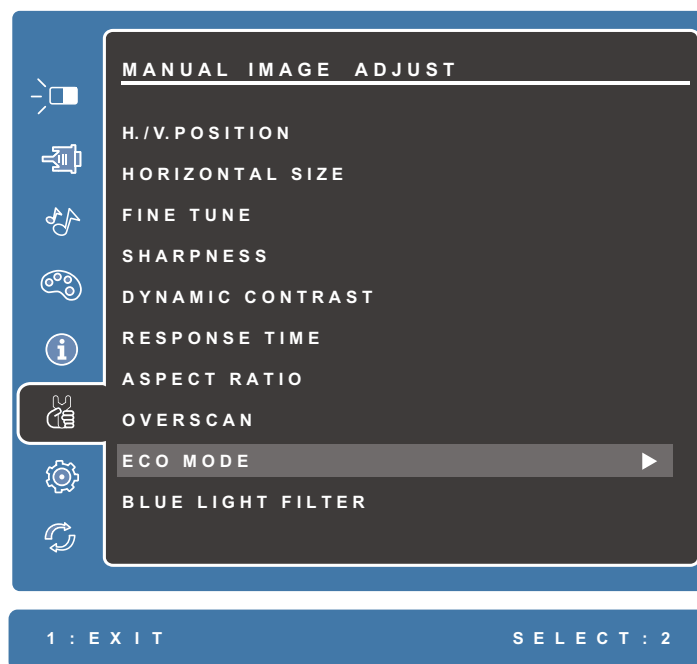 MANUAL IMAGE ADJUST
H./V.POSITION
HORIZONTAL SIZE
FINE TUNE
SHARPNESS
DYNAMIC CONTRAST
RESPONSE TIME
ASPECT RATIO
OVERSCAN
ECO MODE
BLUE LIGHT FILTER
1:EXIT SELECT:2